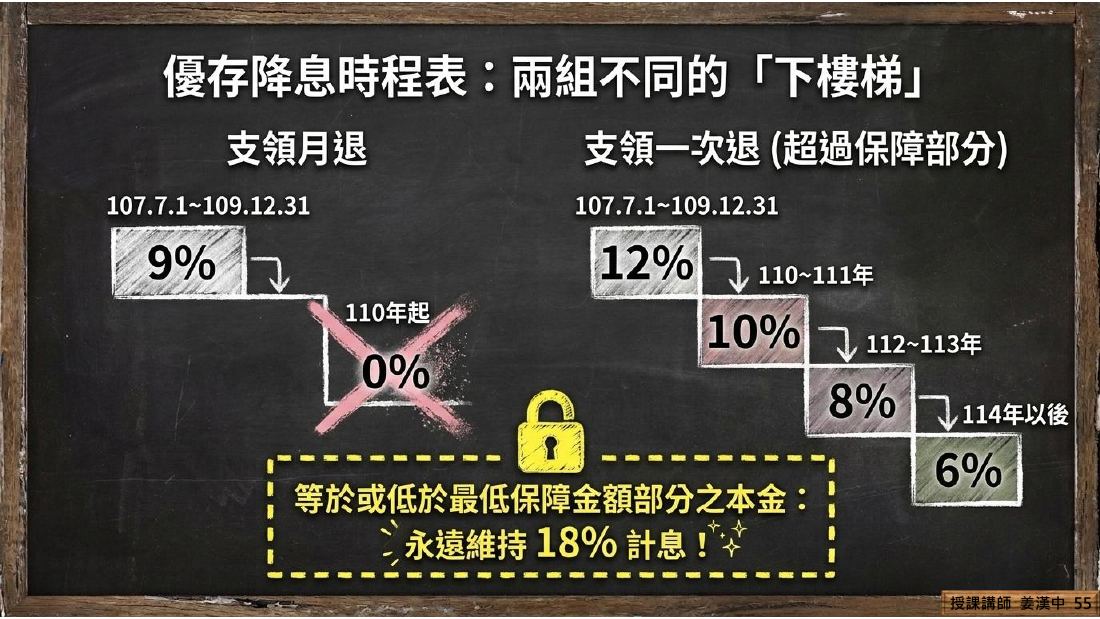 優存降息時程表：兩組不同的「下樓梯」
支領月退
107.7.1~109.12.31
9%
110年起
0%
支領一次退 (超過保障部分)
107.7.1~109.12.31
12%
110~111年
10%
112~113年
8%
114年以後
6%
等於或低於最低保障金額部分之本金：
永遠維持 18% 計息！
授課講師 姜漢中 55